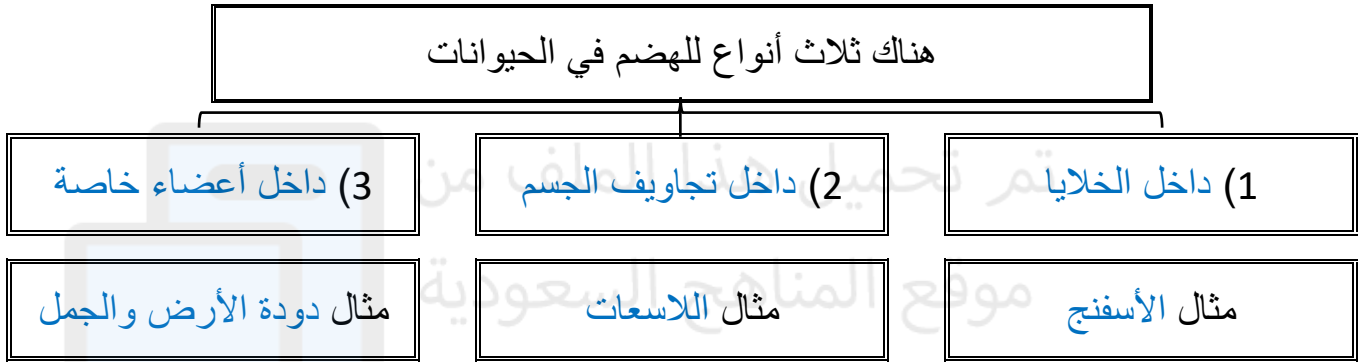 هناك ثلاث أنواع للهضم في الحيوانات
1) داخل الخلايا
2) داخل تجاويف الجسم
3) داخل أعضاء خاصة
مثال الأسفنج
مثال اللاسعات
مثال دودة الأرض والجمل
تم تحميل هذا الملف من
موقع المناهج السعودية